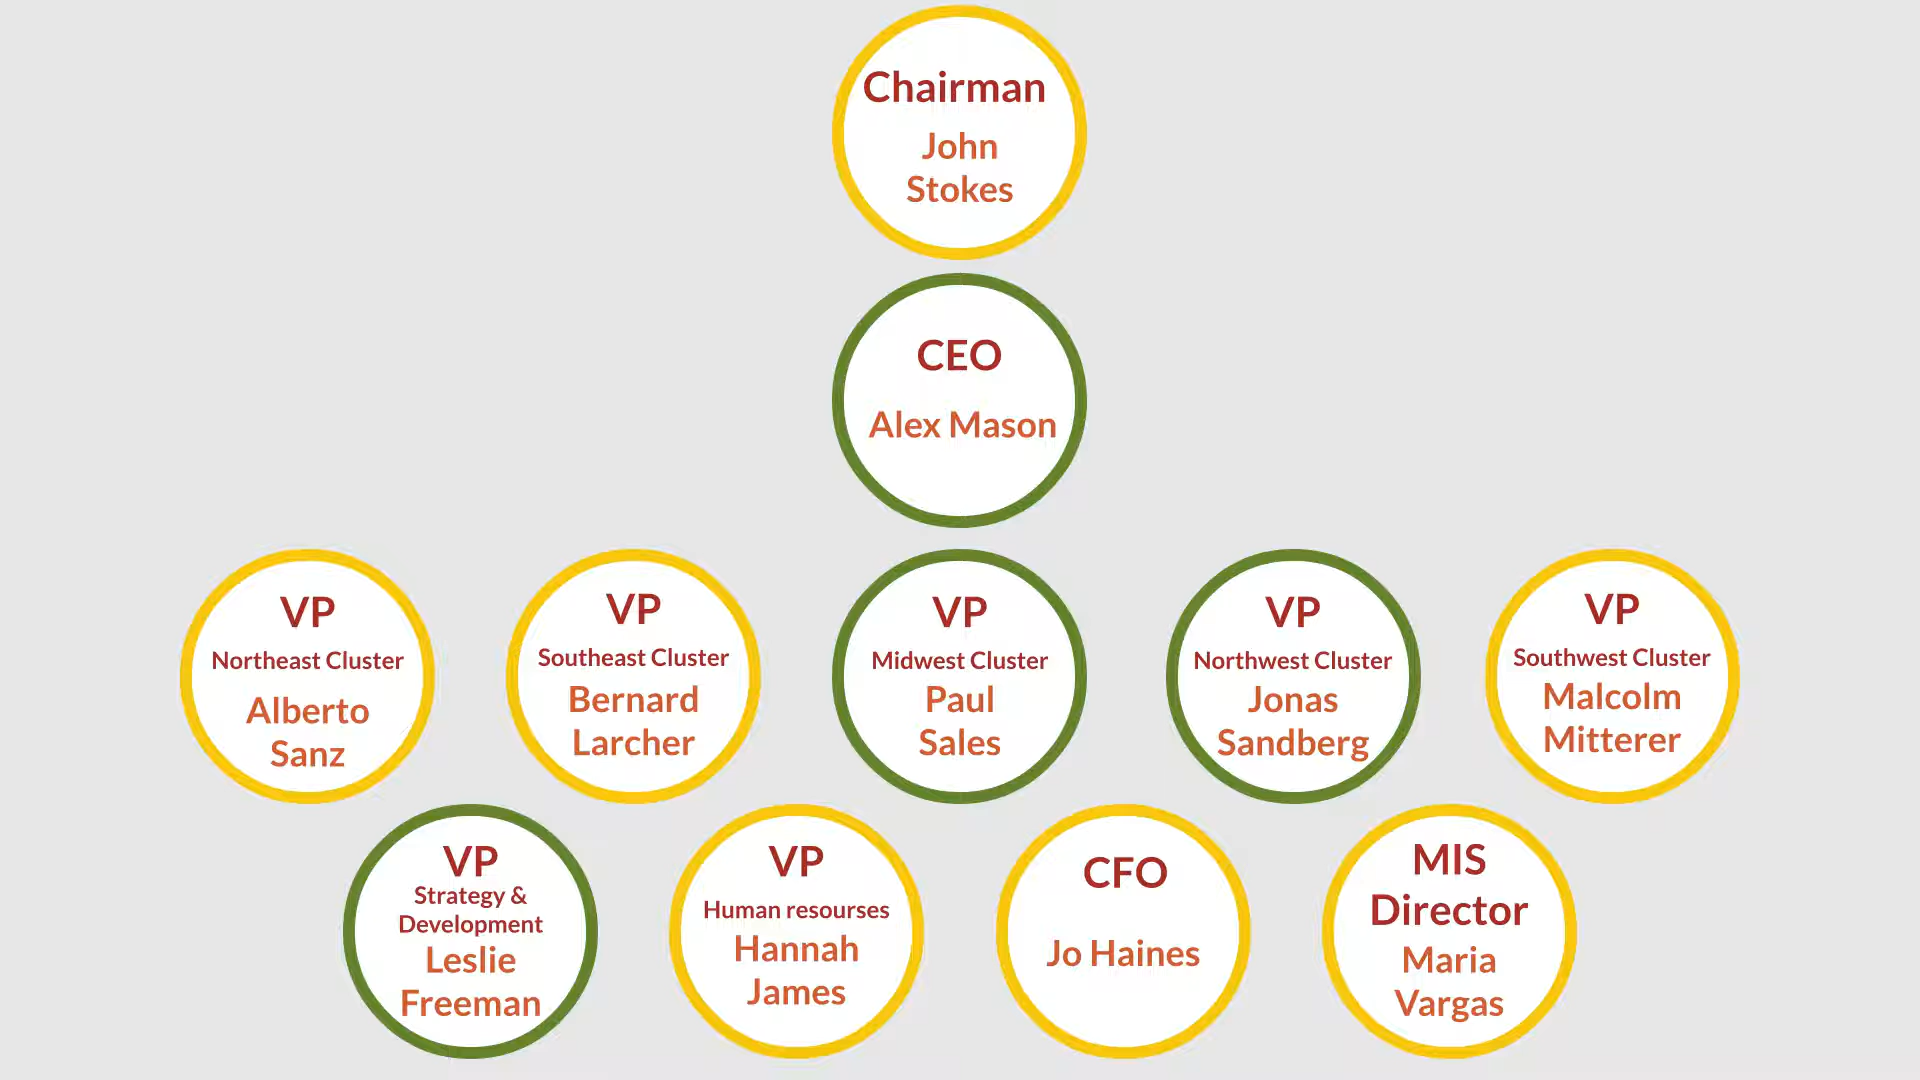 Chairman
John
Stokes
CEO
Alex Mason
VP
Northeast Cluster
Alberto
Sanz
VP
Southeast Cluster
Bernard
Larcher
VP
Midwest Cluster
Paul
Sales
VP
Northwest Cluster
Jonas
Sandberg
VP
Southwest Cluster
Malcolm
Mitterer
VP
Strategy &
Development
Leslie
Freeman
VP
Human resourses
Hannah
James
CFO
Jo Haines
MIS
Director
Maria
Vargas